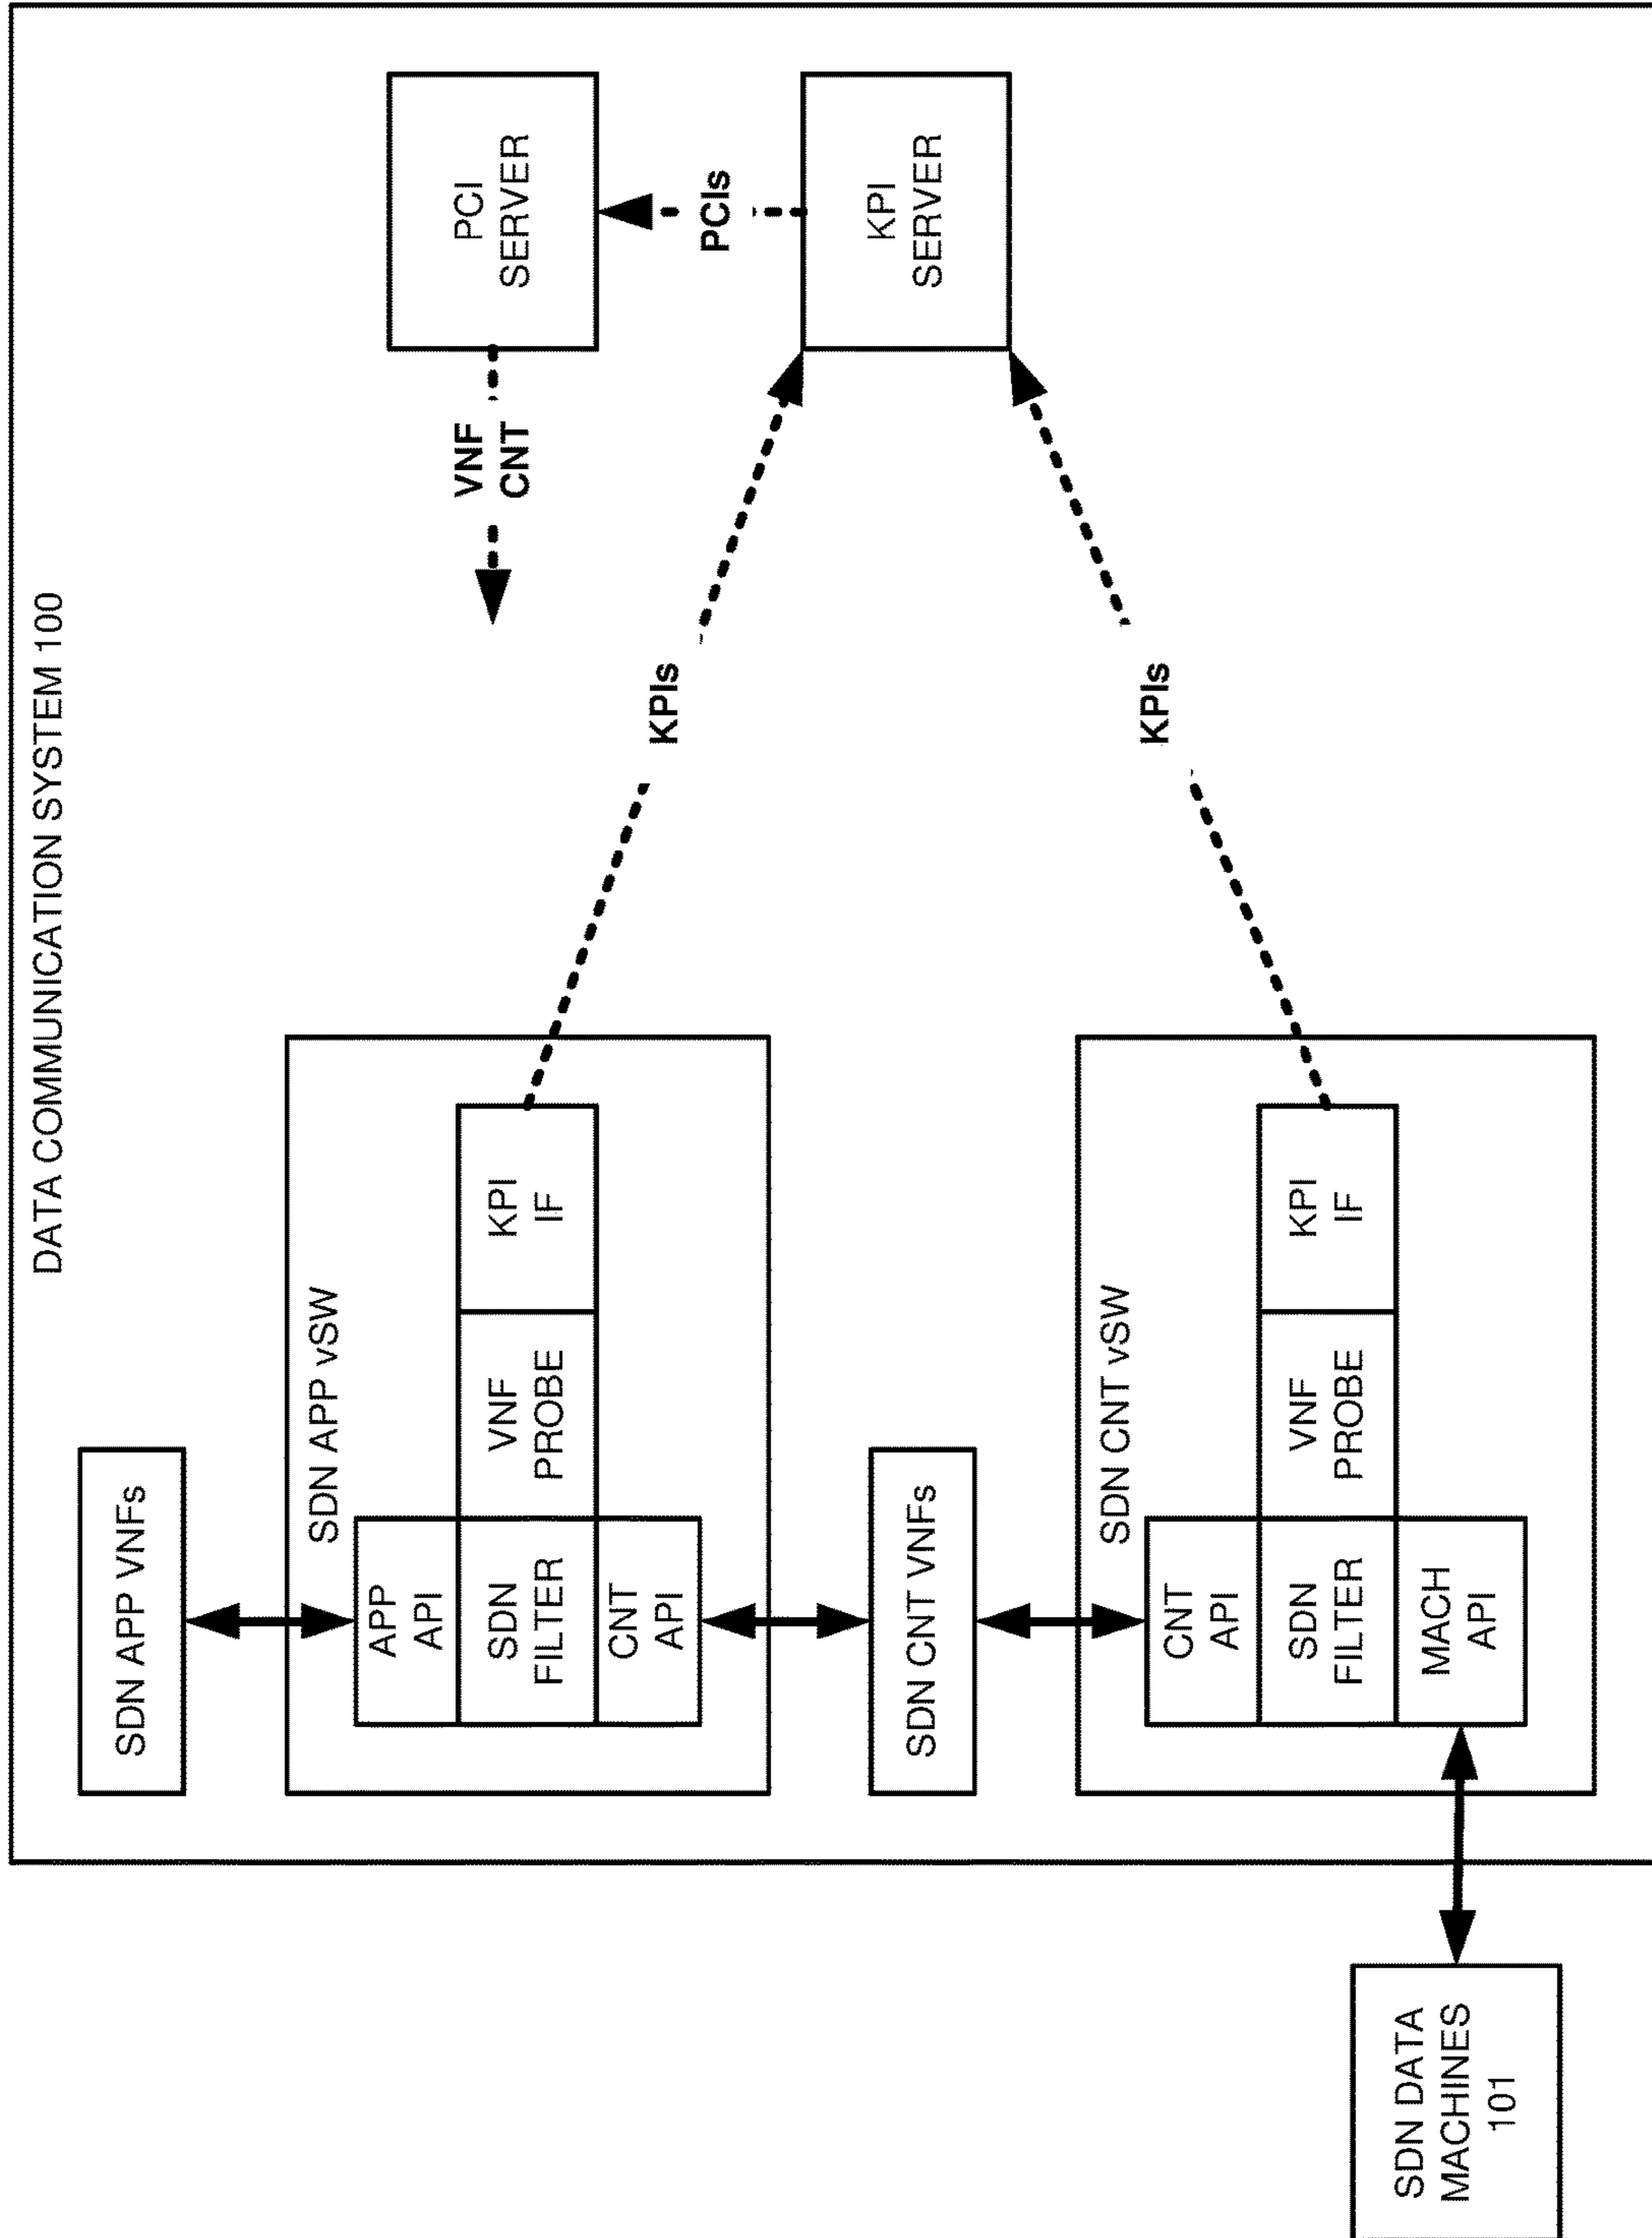 DATA COMMUNICATION SYSTEM 100
SDN APP VNFs
SDN APP vSW
APP
API
SDN
FILTER
CNT
API
VNF
PROBE
KPI
IF
KPIs
VNF
CNT
PCI
SERVER
PCIs
KPI
SERVER
SDN CNT VNFs
SDN CNT vSW
CNT
API
SDN
FILTER
MACH
API
VNF
PROBE
KPI
IF
KPIs
SDN DATA
MACHINES
101